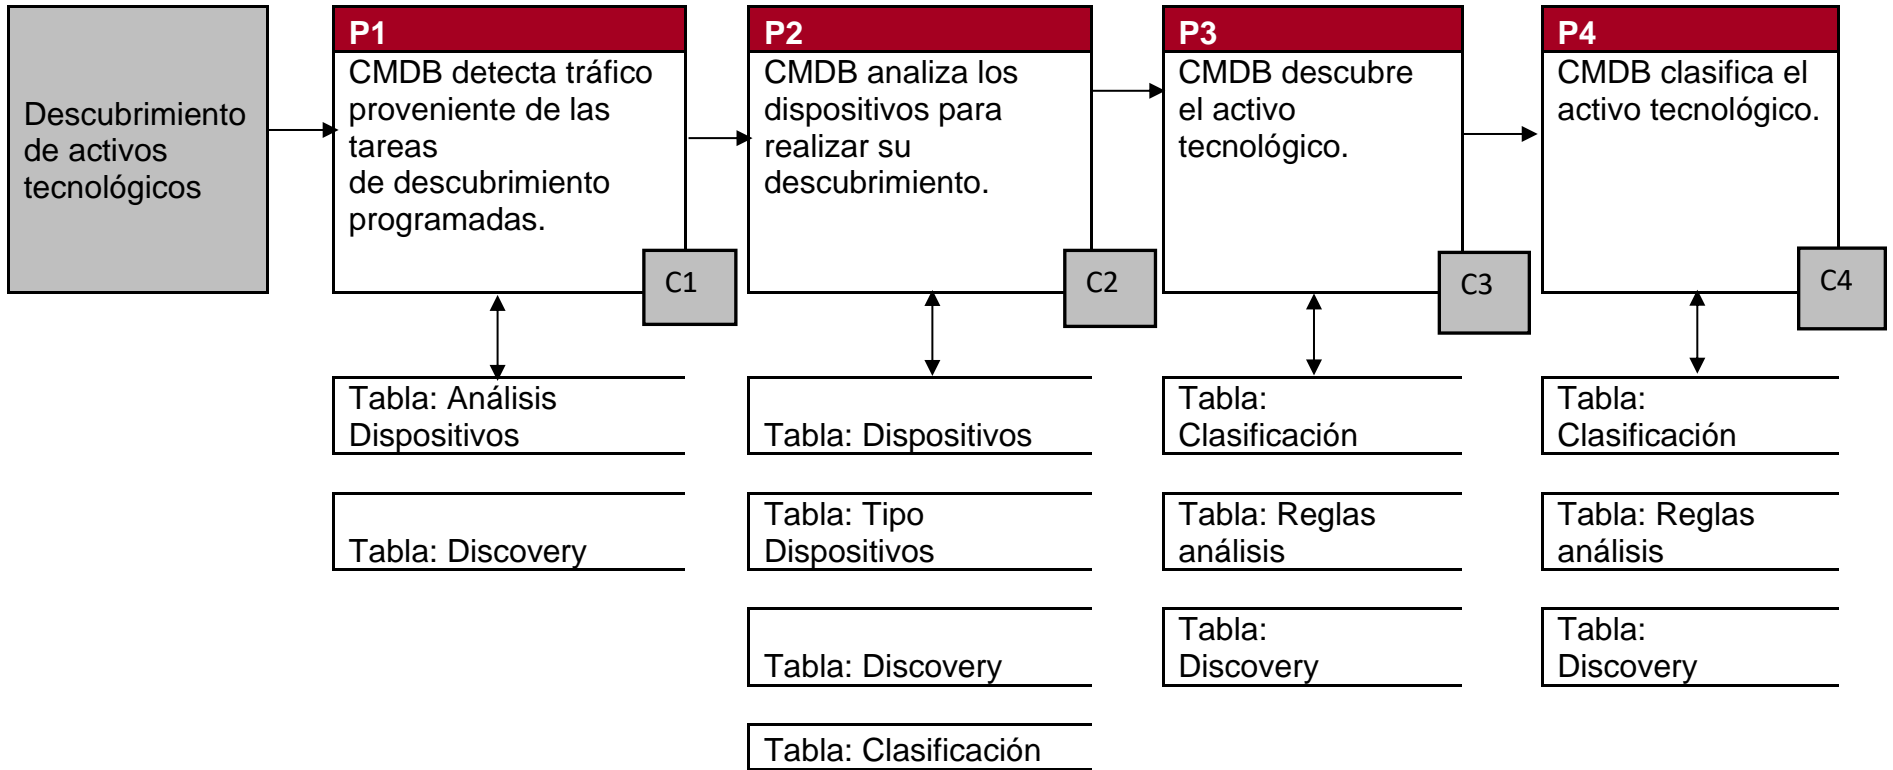 Descubrimiento
de activos
tecnológicos
P1
CMDB detecta tráfico
proveniente de las
tareas
de descubrimiento
programadas.
C1
P2
CMDB analiza los
dispositivos para
realizar su
descubrimiento.
C2
P3
CMDB descubre
el activo
tecnológico.
C3
P4
CMDB clasifica el
activo tecnológico.
C4
Tabla: Análisis
Dispositivos
Tabla: Discovery
Tabla: Dispositivos
Tabla: Tipo
Dispositivos
Tabla: Discovery
Tabla: Clasificación
Tabla:
Clasificación
Tabla: Reglas
análisis
Tabla:
Discovery
Tabla:
Clasificación
Tabla: Reglas
análisis
Tabla:
Discovery